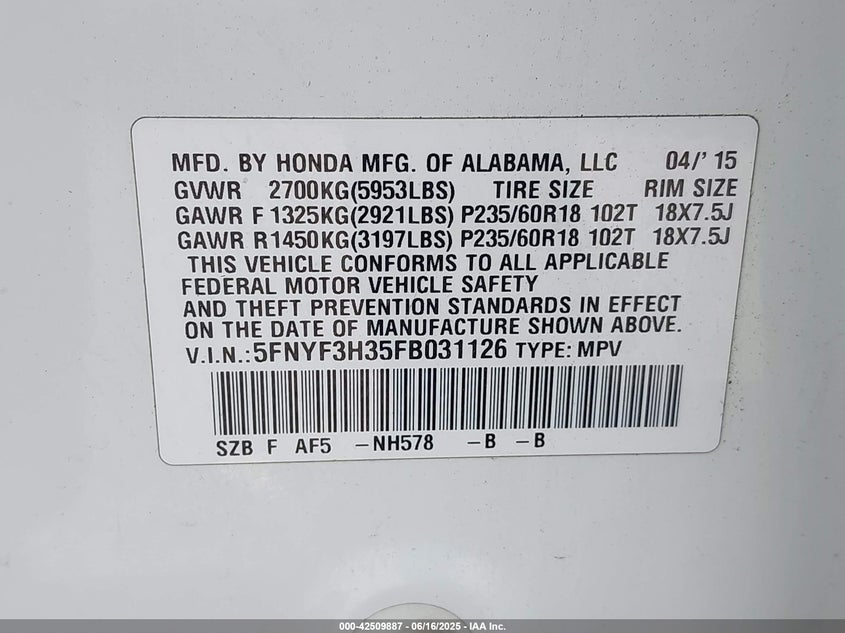 MFD. BY HONDA MFG. OF ALABAMA, LLC 04/' 15
GVWR 2700KG(5953LBS) TIRE SIZE RIM SIZE
GAWR F 1325KG(2921LBS) P235/60R18 102T 18X7.5J
GAWR R1450KG(3197LBS) P235/60R18 102T 18X7.5J
THIS VEHICLE CONFORMS TO ALL APPLICABLE
FEDERAL MOTOR VEHICLE SAFETY
AND THEFT PREVENTION STANDARDS IN EFFECT
ON THE DATE OF MANUFACTURE SHOWN ABOVE.
V.I.N.:5FNYF3H35FB031126 TYPE: MPV
SZB F AF5 -NH578 -B -B
000-42509887 - 06/16/2025 - IAA Inc.